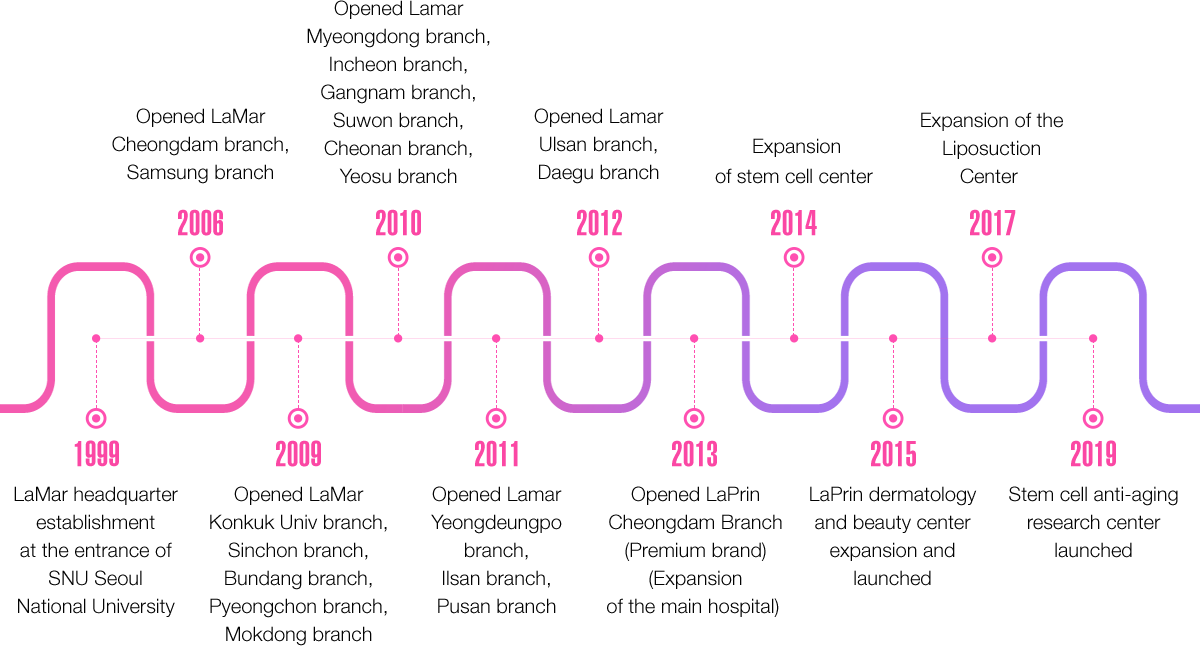 LaMar headquarter
establishment
at the entrance of
SNU Seoul
National University
1999
Opened LaMar
Cheongdam branch,
Samsung branch
2006
2009
Opened LaMar
Konkuk Univ branch,
Sinchon branch,
Bundang branch,
Pyeongchon branch,
Mokdong branch
Opened Lamar
Myeongdong branch,
Incheon branch,
Gangnam branch,
Suwon branch,
Cheonan branch,
Yeosu branch
2010
2011
Opened Lamar
Yeongdeungpo
branch,
Ilsan branch,
Pusan branch
Opened Lamar
Ulsan branch,
Daegu branch
2012
2013
Opened LaPrin
Cheongdam Branch
(Premium brand)
(Expansion
of the main hospital)
Expansion
of stem cell center
2014
2015
LaPrin dermatology
and beauty center
expansion and
launched
Expansion of the
Liposuction
Center
2017
2019
Stem cell anti-aging
research center
launched